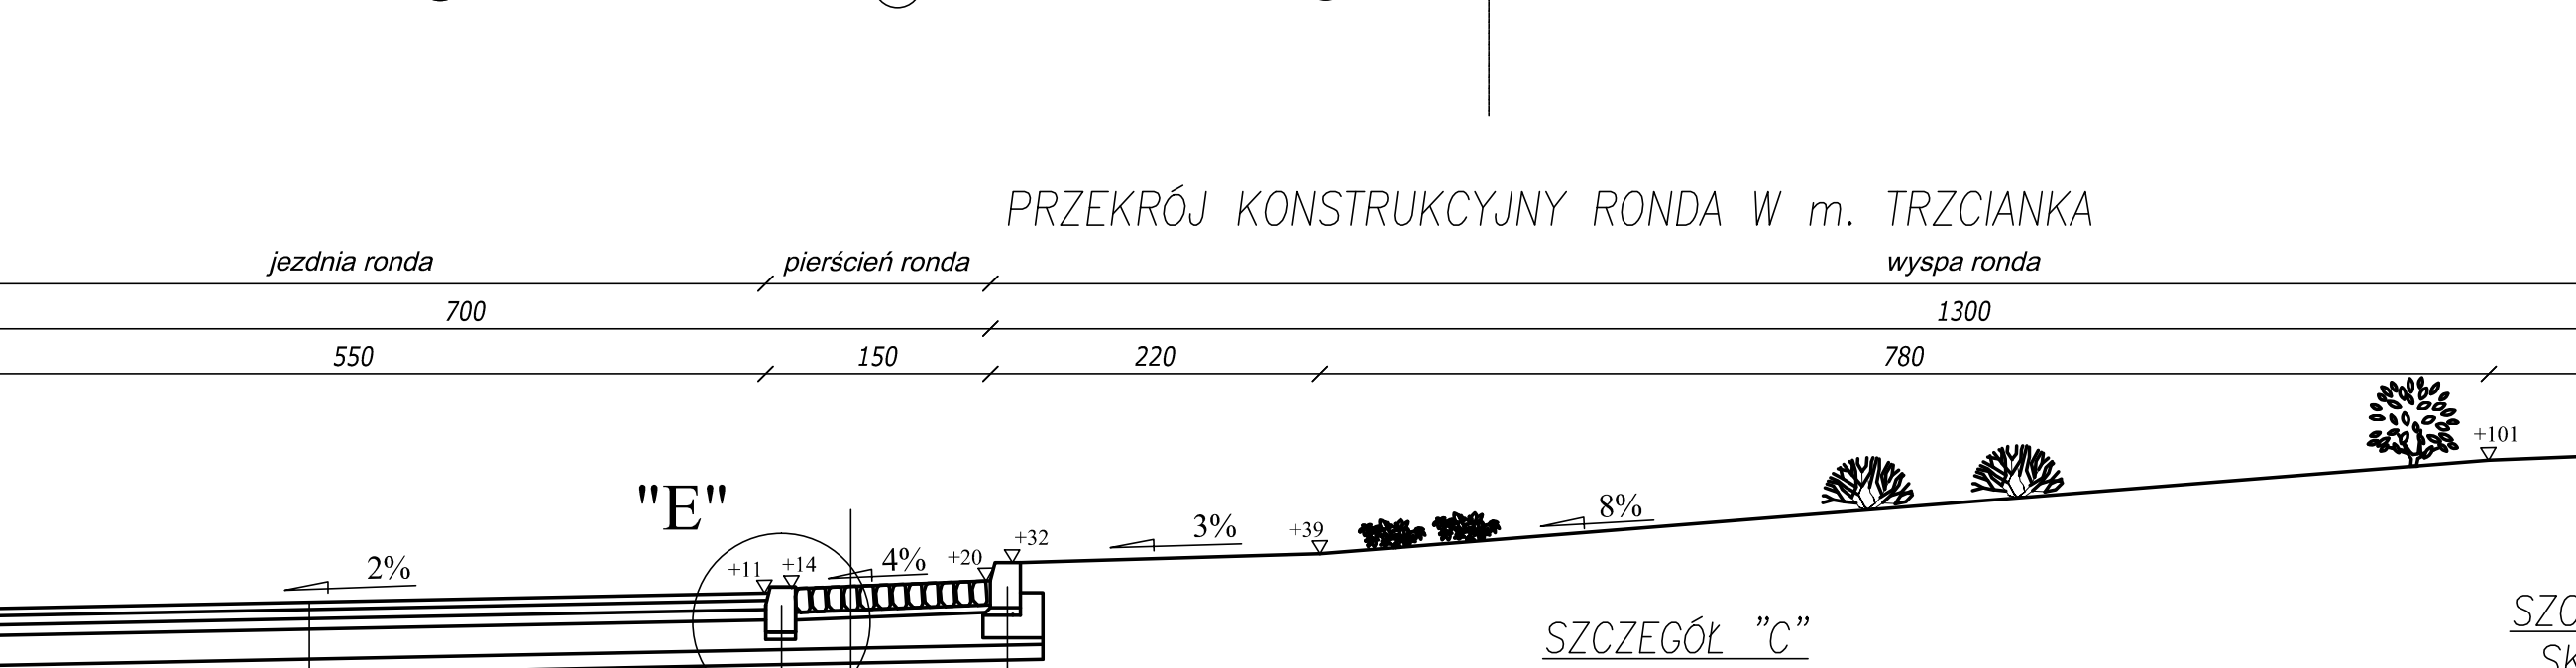 PRZEKRÓJ KONSTRUKCYJNY RONDA W m. TRZCIANKA
jezdnia ronda pierścień ronda wyspa ronda
700 1300
550 150 220 780
+101
"E"
8%
3% +39
+32
2% +11 +14 4% +20
SZCZEGÓŁ "C"